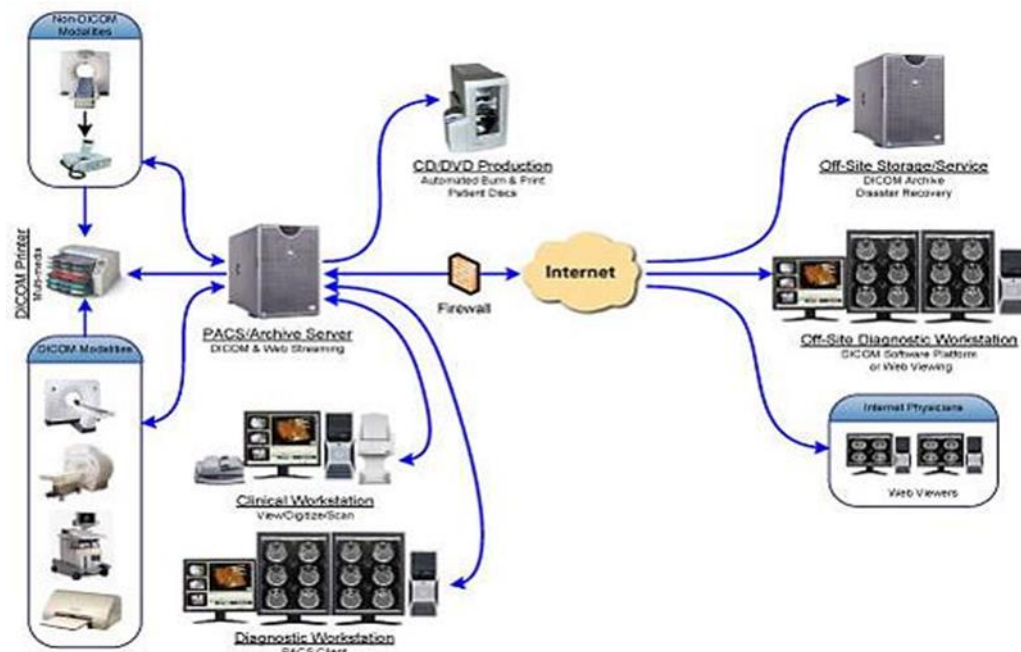 Non-DICOM
Modalities
CD/DVD Production
Automated Burn & Print
Patient Discs
Off-Site Storage/Service
DICOM Archive
Disaster Recovery
DICOM Printer
Multi-media
Internet
Firewall
PACS/Archive Server
DICOM & Web Streaming
Off-Site Diagnostic Workstation
DICOM Software Platform
or Web Viewing
DICOM Modalities
Internet Physicians
Web Viewers
Clinical Workstation
View/Digitize/Scan
Diagnostic Workstation
PACS Client